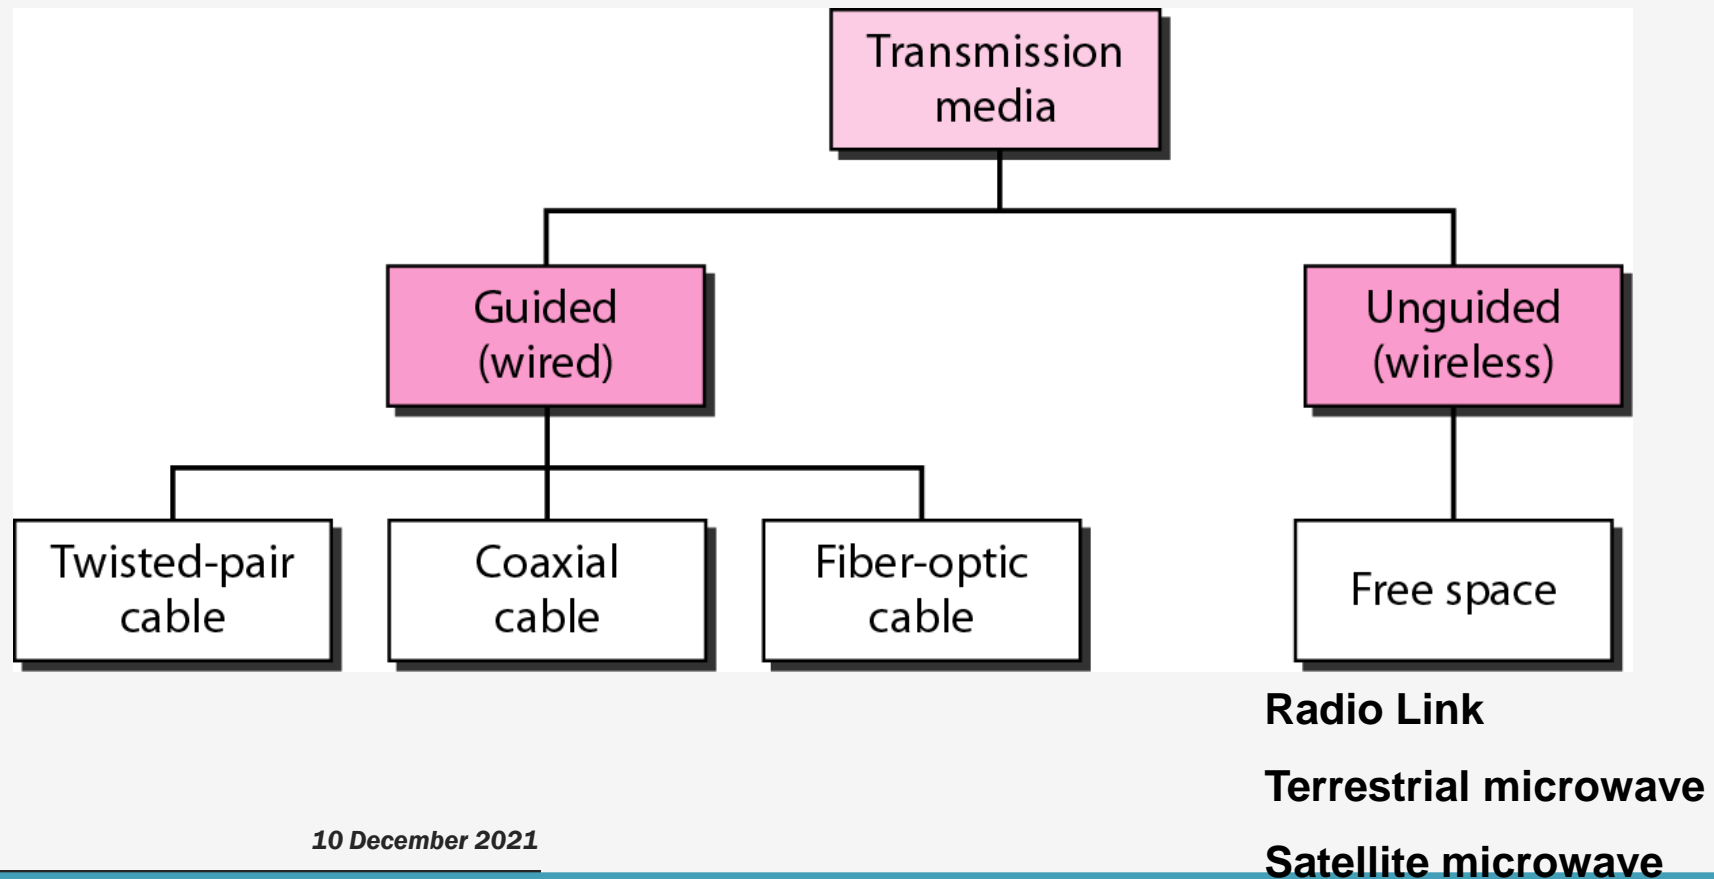 Transmission
media
Guided
(wired)
Unguided
(wireless)
Twisted-pair
cable
Coaxial
cable
Fiber-optic
cable
Free space
Radio Link
Terrestrial microwave
Satellite microwave
10 December 2021